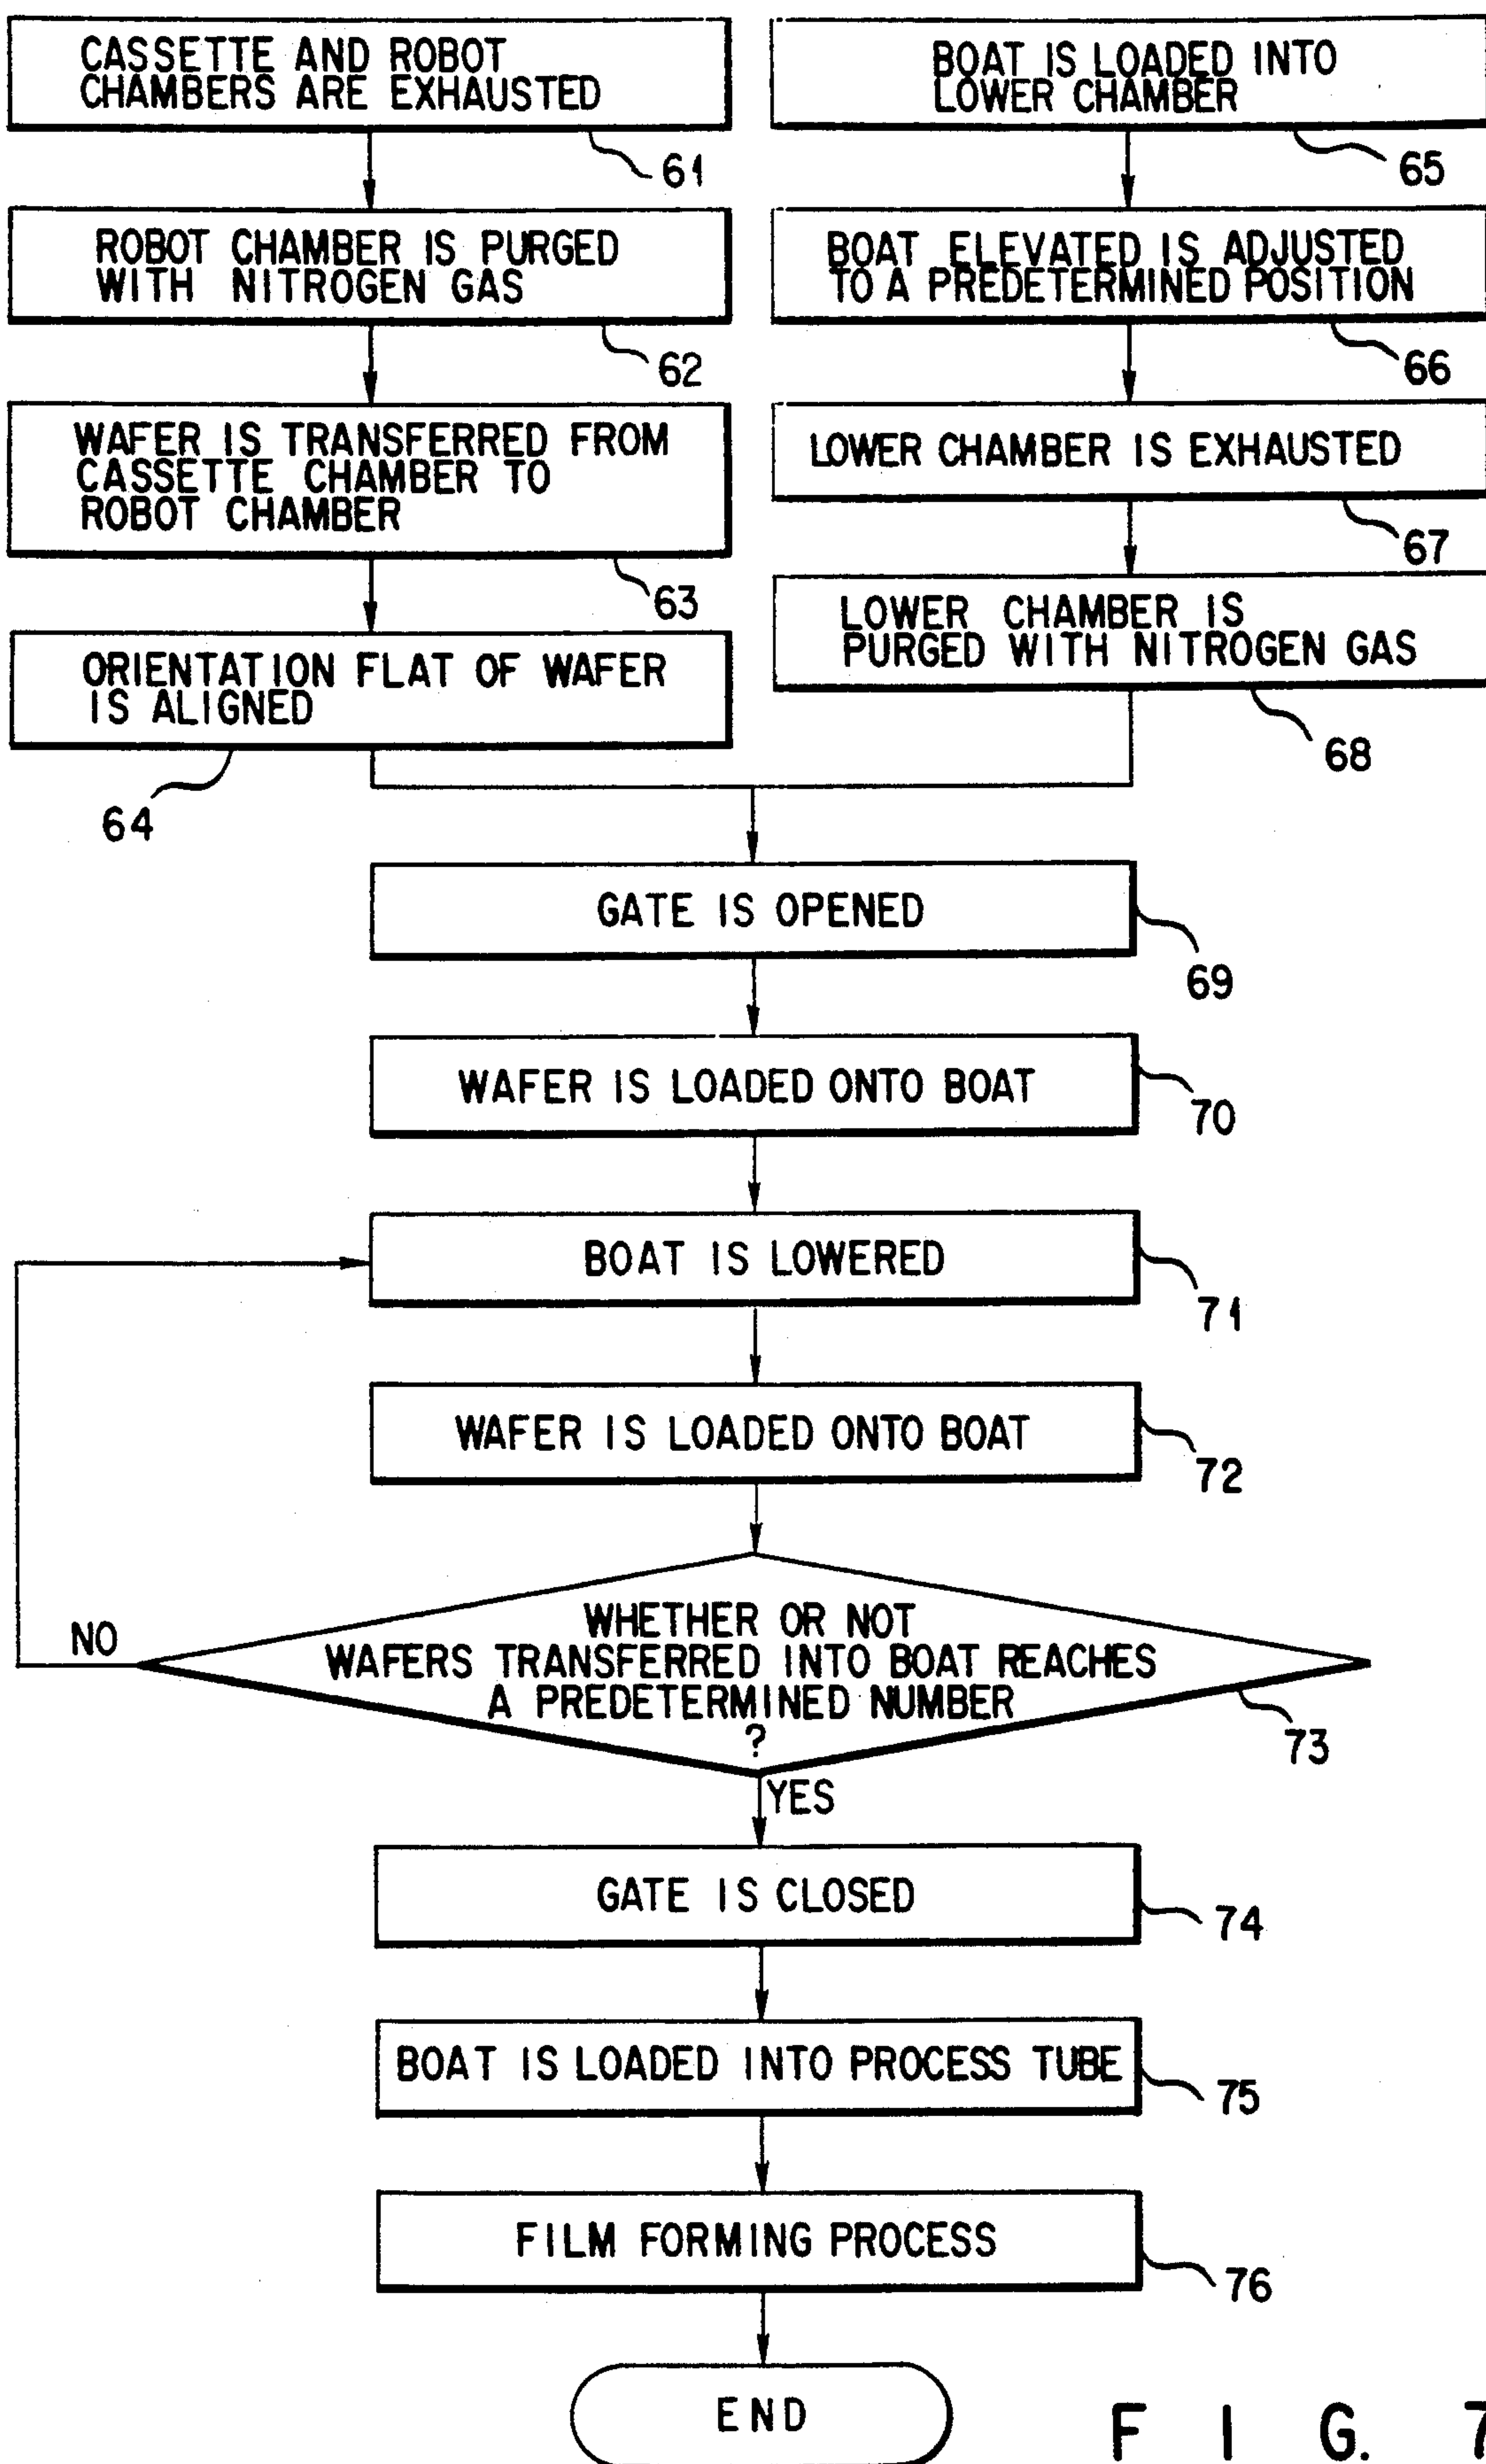 CASSETTE AND ROBOT
CHAMBERS ARE EXHAUSTED
61
ROBOT CHAMBER IS PURGED
WITH NITROGEN GAS
62
WAFER IS TRANSFERRED FROM
CASSETTE CHAMBER TO
ROBOT CHAMBER
63
ORIENTATION FLAT OF WAFER
IS ALIGNED
64
BOAT IS LOADED INTO
LOWER CHAMBER
65
BOAT ELEVATED IS ADJUSTED
TO A PREDETERMINED POSITION
66
LOWER CHAMBER IS EXHAUSTED
67
LOWER CHAMBER IS
PURGED WITH NITROGEN GAS
68
GATE IS OPENED
69
WAFER IS LOADED ONTO BOAT
70
BOAT IS LOWERED
71
WAFER IS LOADED ONTO BOAT
72
WHETHER OR NOT
WAFERS TRANSFERRED INTO BOAT REACHES
A PREDETERMINED NUMBER
?
73
NO
YES
GATE IS CLOSED
74
BOAT IS LOADED INTO PROCESS TUBE
75
FILM FORMING PROCESS
76
END
FIG. 7